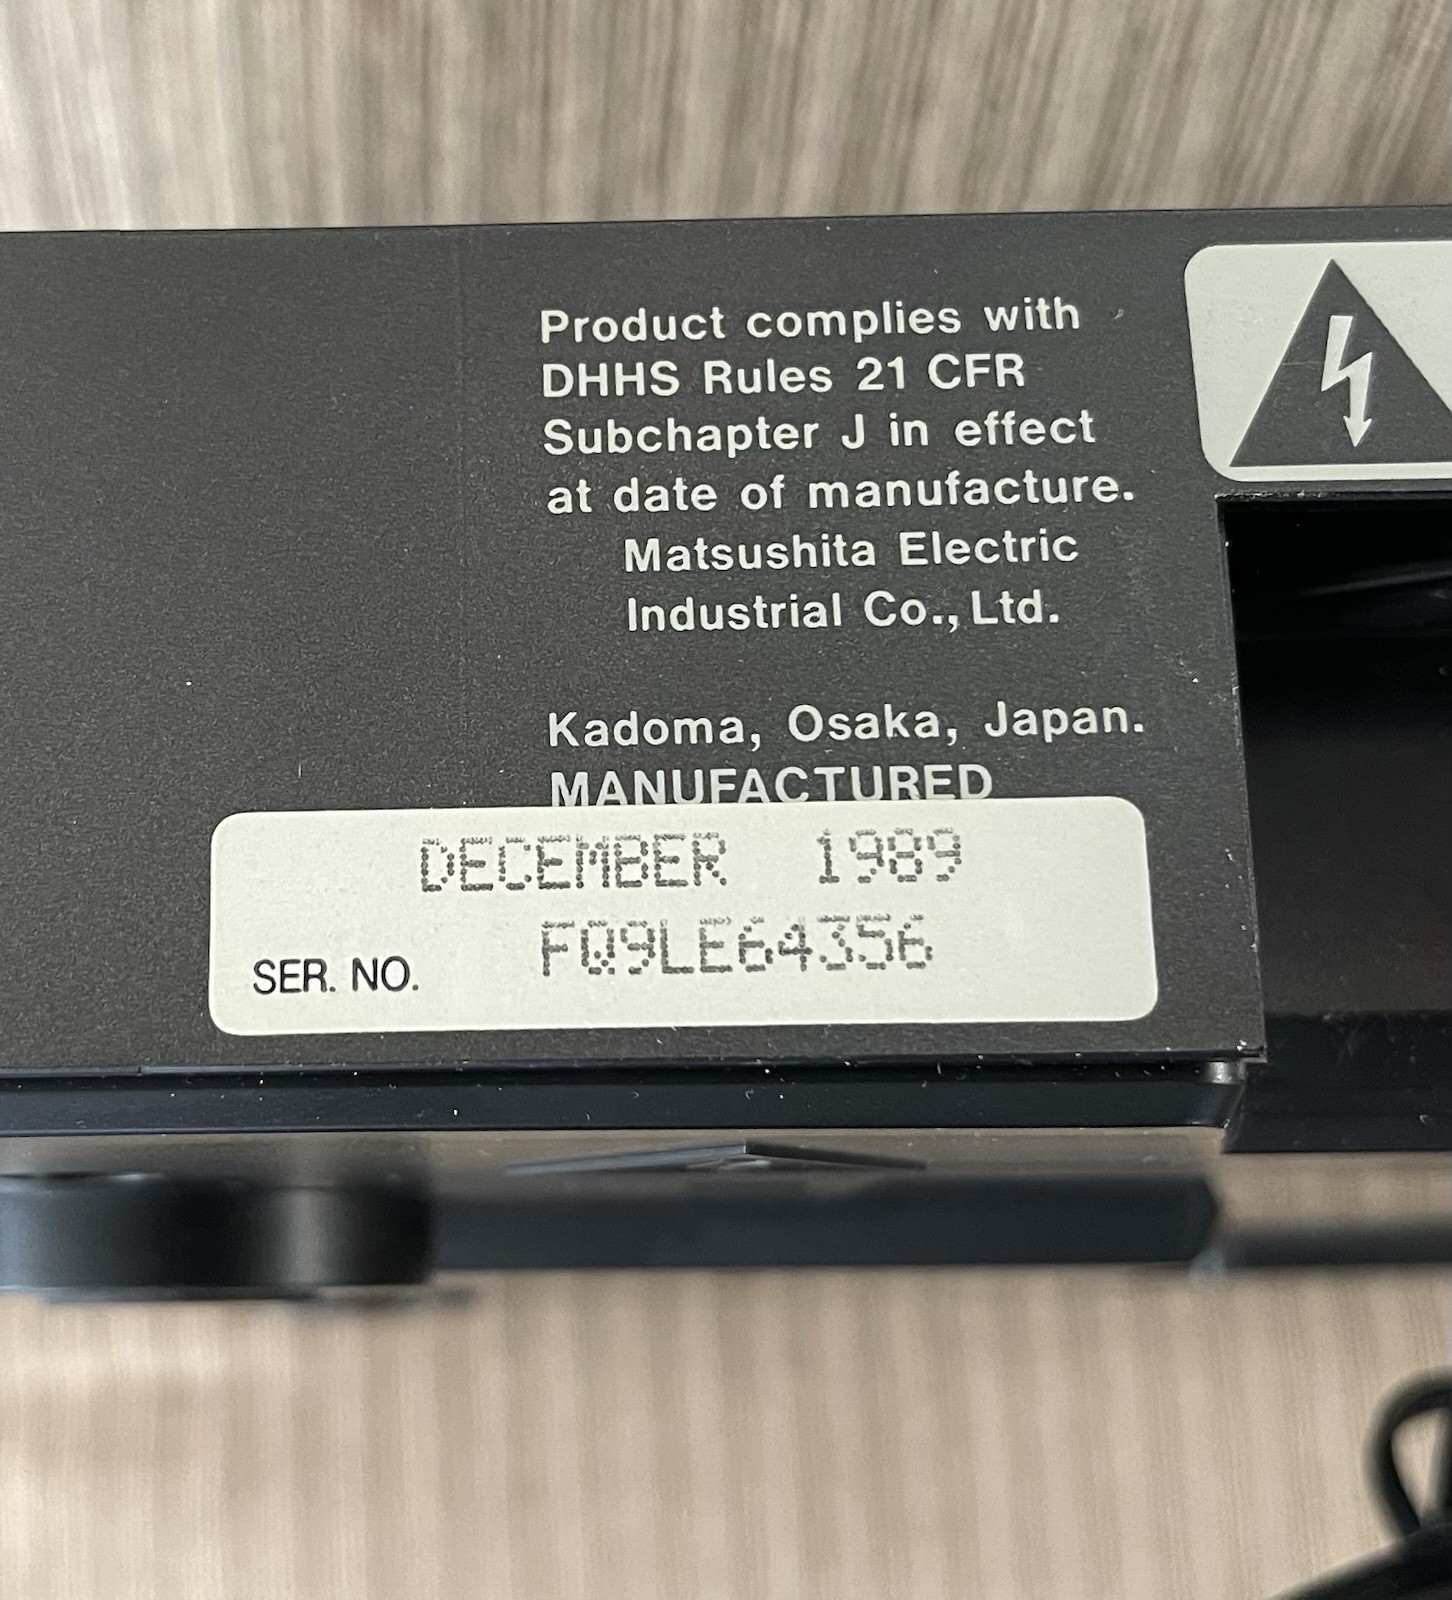 Product complies with
DHHS Rules 21 CFR
Subchapter J in effect
at date of manufacture.
Matsushita Electric
Industrial Co., Ltd.
Kadoma, Osaka, Japan.
MANUFACTURED
DECEMBER 1989
SER. NO. FQ9LE64356